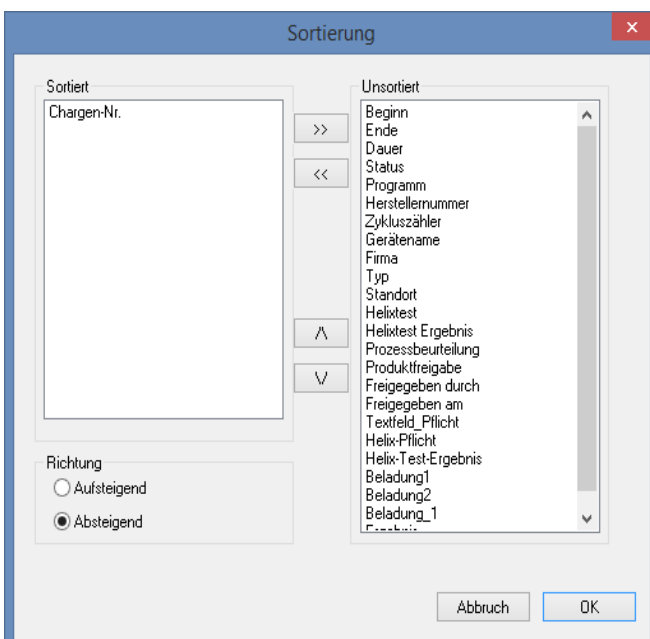 Sortierung
x
Sortiert
Chargen-Nr.
>>
<<
/\
\/
Richtung
Aufsteigend
Absteigend
Unsortiert
Beginn
Ende
Dauer
Status
Programm
Herstellernummer
Zykluszähler
Gerätename
Firma
Typ
Standort
Helixtest
Helixtest Ergebnis
Prozessbeurteilung
Produktfreigabe
Freigegeben durch
Freigegeben am
Textfeld_Pflicht
Helix-Pflicht
Helix-Test-Ergebnis
Beladung1
Beladung2
Beladung_1
Abbruch
OK